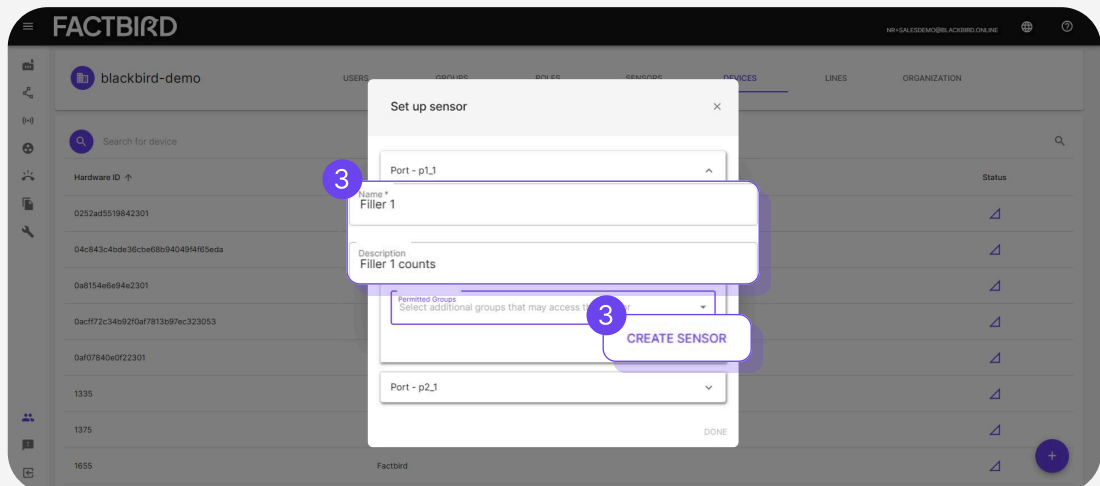 FACTBIRD
NR+SALESDEMO@BLACKBIRD.ONLINE
blackbird-demo
USERS GROUPS ROLES SENSORS DEVICES LINES ORGANIZATION
Set up sensor
Search for device
Port - p1_1
Hardware ID ↑
Status
3
Name *
Filler 1
0252ad5519842301
04c843c4bde36cbe68b94049f4f65eda
Description
Filler 1 counts
0a8154e6e94e2301
Permitted Groups
Select additional groups that may access th
3
0acff72c34b92f0af7813b97ec323053
CREATE SENSOR
0af07840e0f22301
Port - p2_1
1335
1375
DONE
1655 Factbird